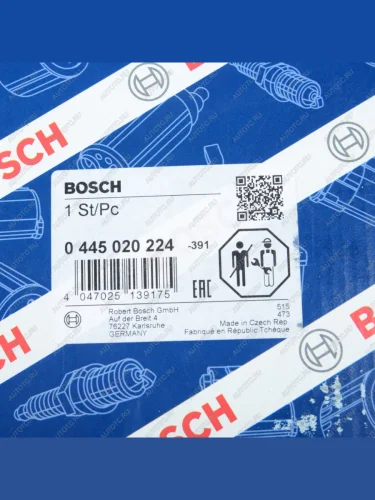 BOSCH
BOSCH
1 St/Pc
0 445 020 224 -391
4 047025 139175
EAC
Robert Bosch GmbH
Auf der Breit 4
76227 Karlsruhe
GERMANY
515
473
Made in Czech Rep
Fabriqué en République Tchèque
BOSCH
BOSCH